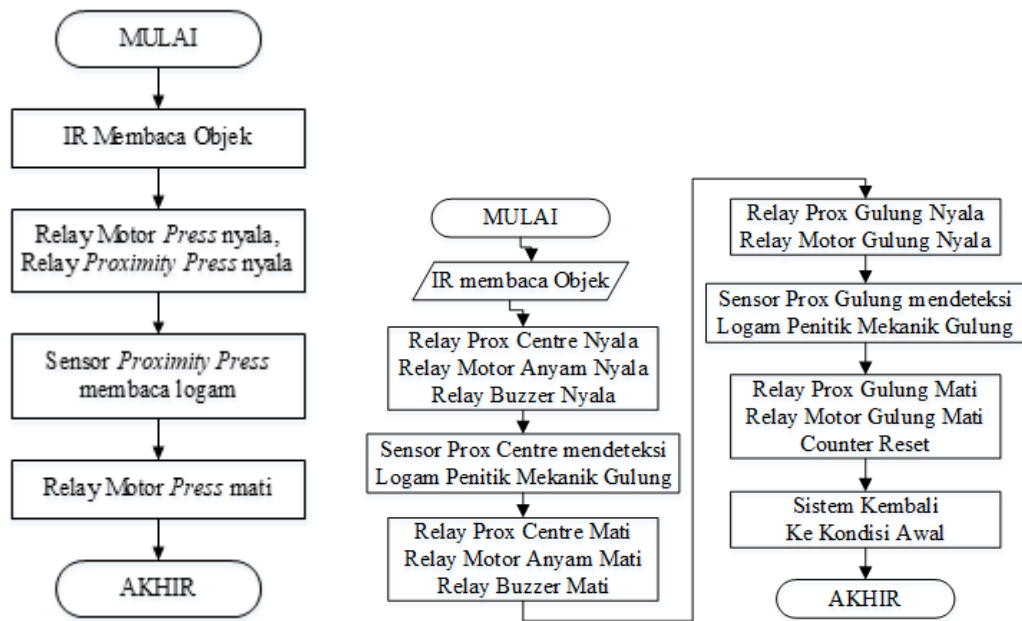 MULAI
IR Membaca Objek
Relay Motor Press nyala,
Relay Proximity Press nyala
Sensor Proximity Press
membaca logam
Relay Motor Press mati
AKHIR
MULAI
IR membaca Objek
Relay Prox Centre Nyala
Relay Motor Anyam Nyala
Relay Buzzer Nyala
Sensor Prox Centre mendeteksi
Logam Penitik Mekanik Gulung
Relay Prox Centre Mati
Relay Motor Anyam Mati
Relay Buzzer Mati
Relay Prox Gulung Nyala
Relay Motor Gulung Nyala
Sensor Prox Gulung mendeteksi
Logam Penitik Mekanik Gulung
Relay Prox Gulung Mati
Relay Motor Gulung Mati
Counter Reset
Sistem Kembali
Ke Kondisi Awal
AKHIR